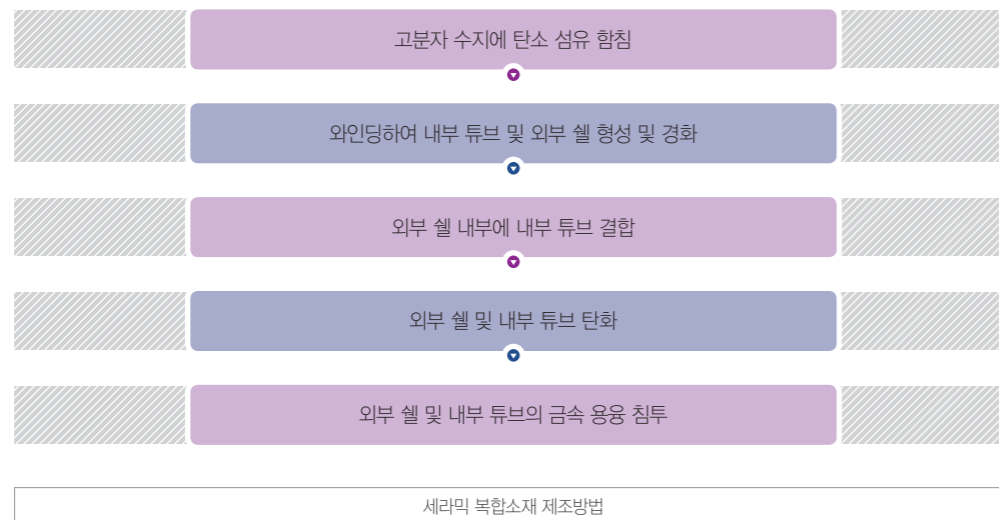 고분자 수지에 탄소 섬유 함침
와인딩하여 내부 튜브 및 외부 쉘 형성 및 경화
외부 쉘 내부에 내부 튜브 결합
외부 쉘 및 내부 튜브 탄화
외부 쉘 및 내부 튜브의 금속 용융 침투
세라믹 복합소재 제조방법